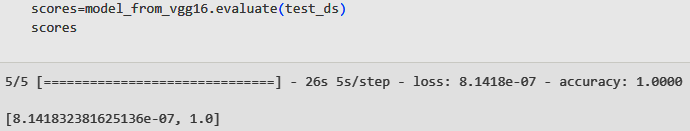 scores=model_from_vgg16.evaluate(test_ds)
scores
5/5 [==============================] - 26s 5s/step - loss: 8.1418e-07 - accuracy: 1.0000
[8.141832381625136e-07, 1.0]